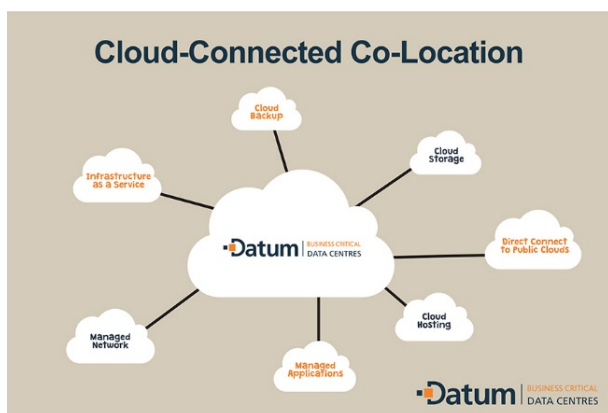 Cloud-Connected Co-Location
Cloud
Backup
Cloud
Storage
Infrastructure
as a Service
Datum BUSINESS CRITICAL
DATA CENTRES
Direct Connect
to Public Clouds
Managed
Network
Cloud
Hosting
Managed
Applications
Datum BUSINESS CRITICAL
DATA CENTRES